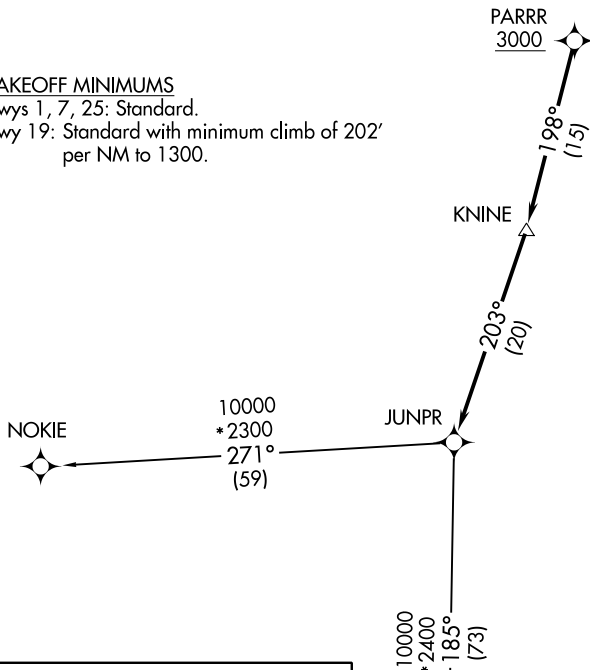 PARRR
3000
AKEOFF MINIMUMS
wys 1, 7, 25: Standard.
wy 19: Standard with minimum climb of 202'
per NM to 1300.
198°
(15)
KNINE
203°
(20)
JUNPR
NOKIE
10000
*2300
271°
(59)
10000
*2400
185°
(73)